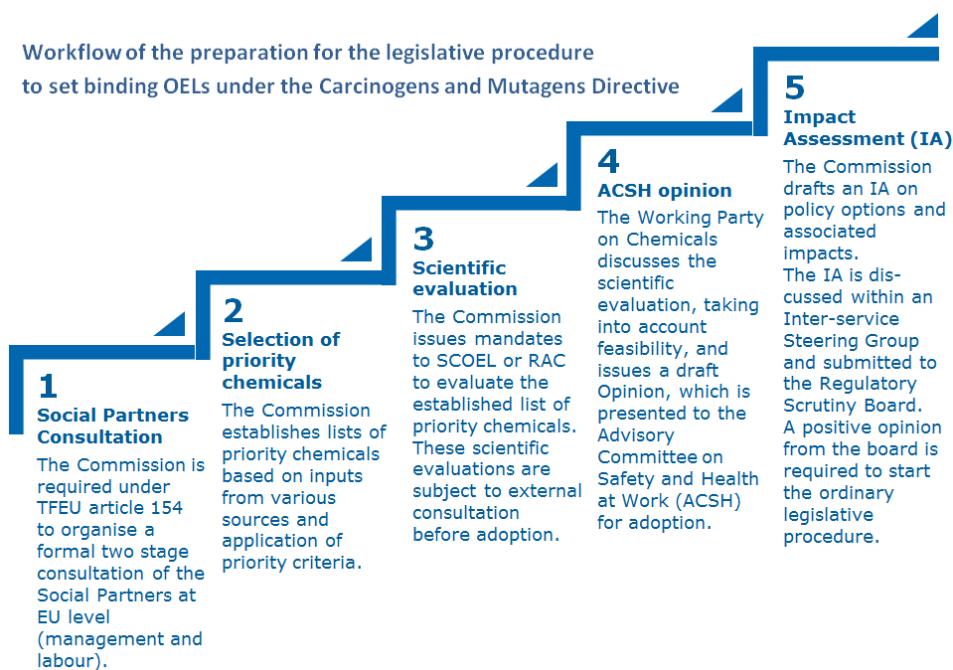 Workflow of the preparation for the legislative procedure
to set binding OELs under the Carcinogens and Mutagens Directive
1
Social Partners
Consultation
The Commission is
required under
TFEU article 154
to organise a
formal two stage
consultation of the
Social Partners at
EU level
(management and
labour).
2
Selection of
priority
chemicals
The Commission
establishes lists of
priority chemicals
based on inputs
from various
sources and
application of
priority criteria.
3
Scientific
evaluation
The Commission
issues mandates
to SCOEL or RAC
to evaluate the
established list of
priority chemicals.
These scientific
evaluations are
subject to external
consultation
before adoption.
4
ACSH opinion
The Working Party
on Chemicals
discusses the
scientific
evaluation, taking
into account
feasibility, and
issues a draft
Opinion, which is
presented to the
Advisory
Committee on
Safety and Health
at Work (ACSH)
for adoption.
5
Impact
Assessment (IA)
The Commission
drafts an IA on
policy options and
associated
impacts.
The IA is dis-
cussed within an
Inter-service
Steering Group
and submitted to
the Regulatory
Scrutiny Board.
A positive opinion
from the board is
required to start
the ordinary
legislative
procedure.